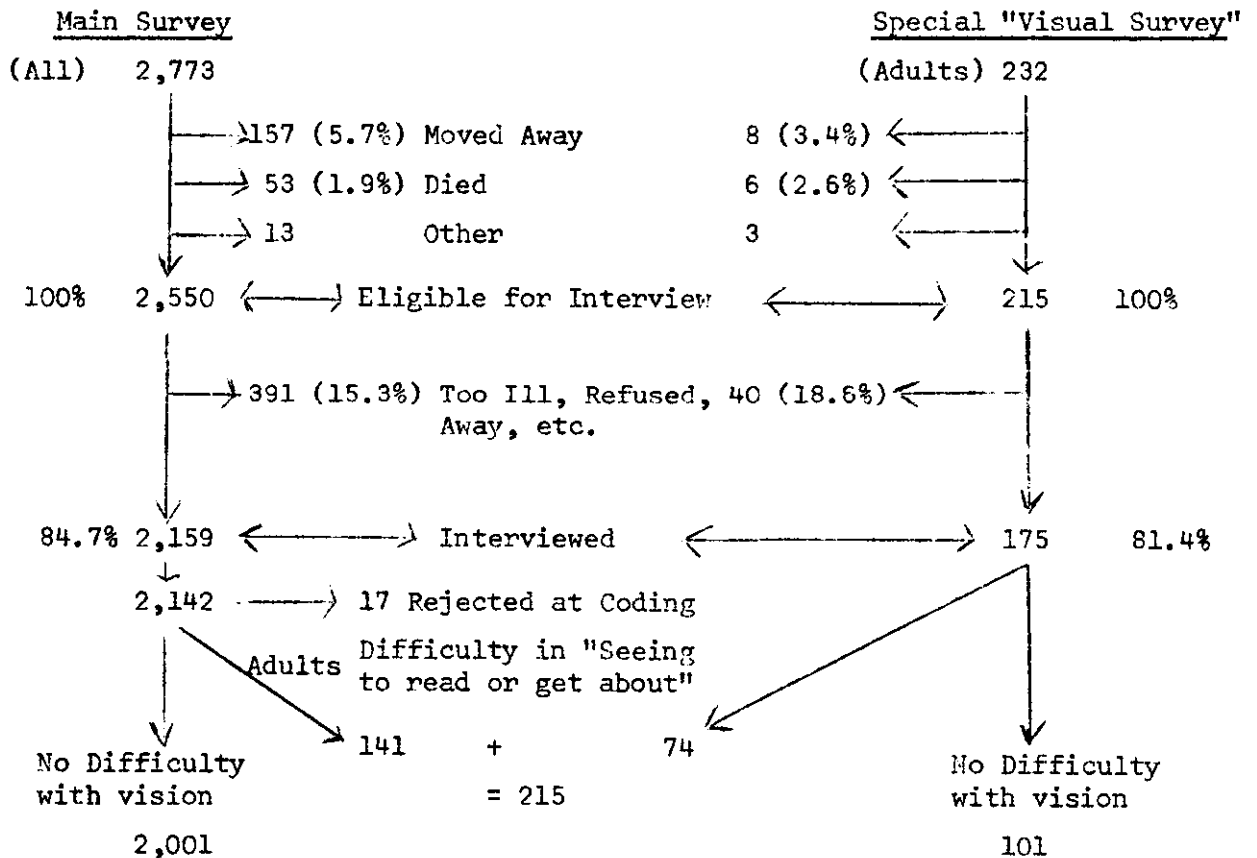 Main Survey Special "Visual Survey"
(All) 2,773 (Adults) 232
157 (5.7%) Moved Away 8 (3.4%)
53 (1.9%) Died 6 (2.6%)
13 Other 3
100% 2,550 Eligible for Interview 215 100%
391 (15.3%) Too Ill, Refused, 40 (18.6%)
Away, etc.
84.7% 2,159 Interviewed 175 81.4%
2,142 17 Rejected at Coding
Adults Difficulty in "Seeing
to read or get about"
141 + 74
No Difficulty No Difficulty
with vision = 215 with vision
2,001 101